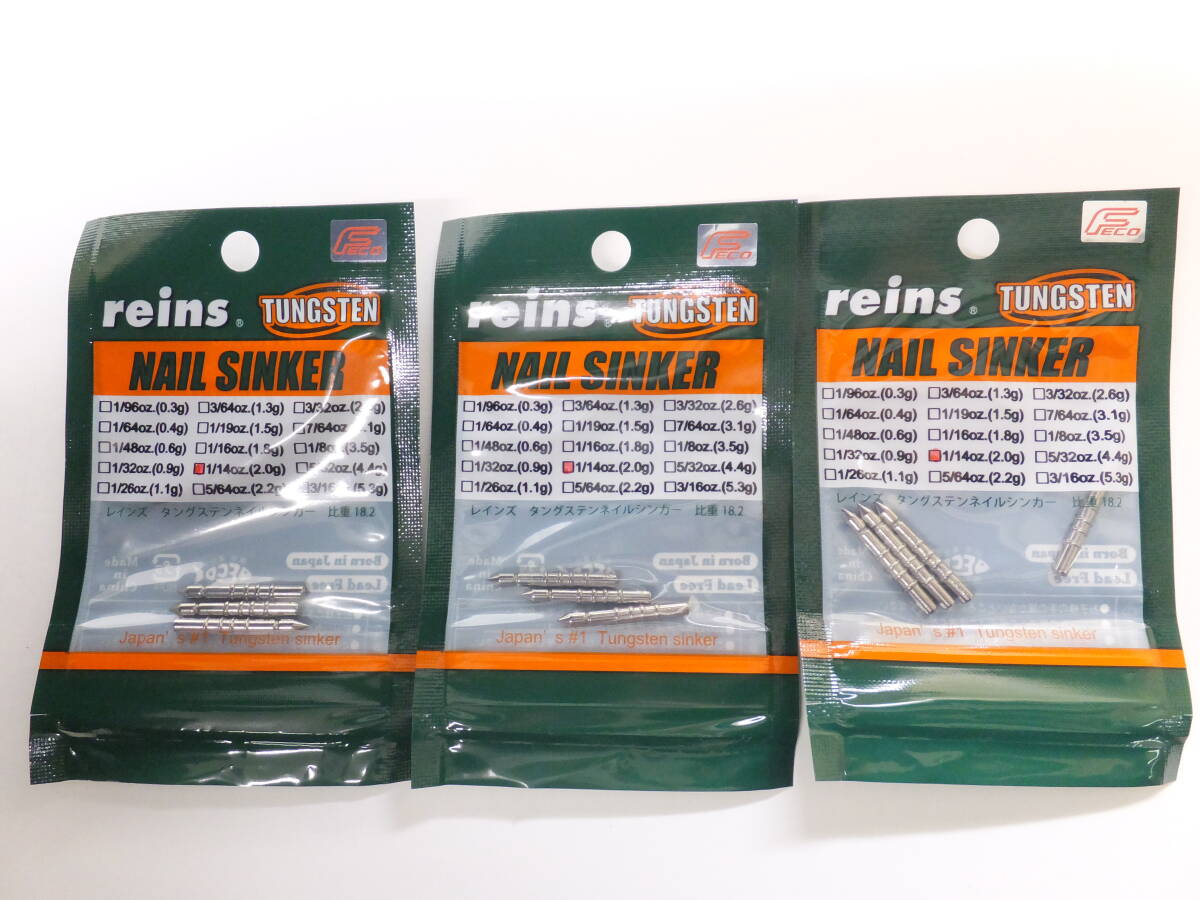 FECO
reins® TUNGSTEN
NAIL SINKER
1/96oz.(0.3g) 3/64oz.(1.3g) 3/32oz.(2.6g)
1/64oz.(0.4g) 1/19oz.(1.5g) 7/64oz.(3.1g)
1/48oz.(0.6g) 1/16oz.(1.8g) 1/8oz.(3.5g)
1/32oz.(0.9g) 1/14oz.(2.0g) 5/32oz.(4.4g)
1/26oz.(1.1g) 5/64oz.(2.2g) 3/16oz.(5.3g)
レインズ タングステンネイルシンカー 比重18.2
Made in China
Born in Japan
Lead Free
Japan's #1 Tungsten sinker
FECO
reins TUNGSTEN
NAIL SINKER
1/96oz.(0.3g) 3/64oz.(1.3g) 3/32oz.(2.6g)
1/64oz.(0.4g) 1/19oz.(1.5g) 7/64oz.(3.1g)
1/48oz.(0.6g) 1/16oz.(1.8g) 1/8oz.(3.5g)
1/32oz.(0.9g) 1/14oz.(2.0g) 5/32oz.(4.4g)
1/26oz.(1.1g) 5/64oz.(2.2g) 3/16oz.(5.3g)
レインズ タングステンネイルシンカー 比重18.2
Made in China
Born in Japan
Lead Free
Japan's #1 Tungsten sinker
FECO
reins® TUNGSTEN
NAIL SINKER
1/96oz.(0.3g) 3/64oz.(1.3g) 3/32oz.(2.6g)
1/64oz.(0.4g) 1/19oz.(1.5g) 7/64oz.(3.1g)
1/48oz.(0.6g) 1/16oz.(1.8g) 1/8oz.(3.5g)
1/32oz.(0.9g) 1/14oz.(2.0g) 5/32oz.(4.4g)
1/26oz.(1.1g) 5/64oz.(2.2g) 3/16oz.(5.3g)
レインズ タングステンネイルシンカー 比重18.2
Made in China
Born in Japan
Lead Free
Japan's #1 Tungsten sinker